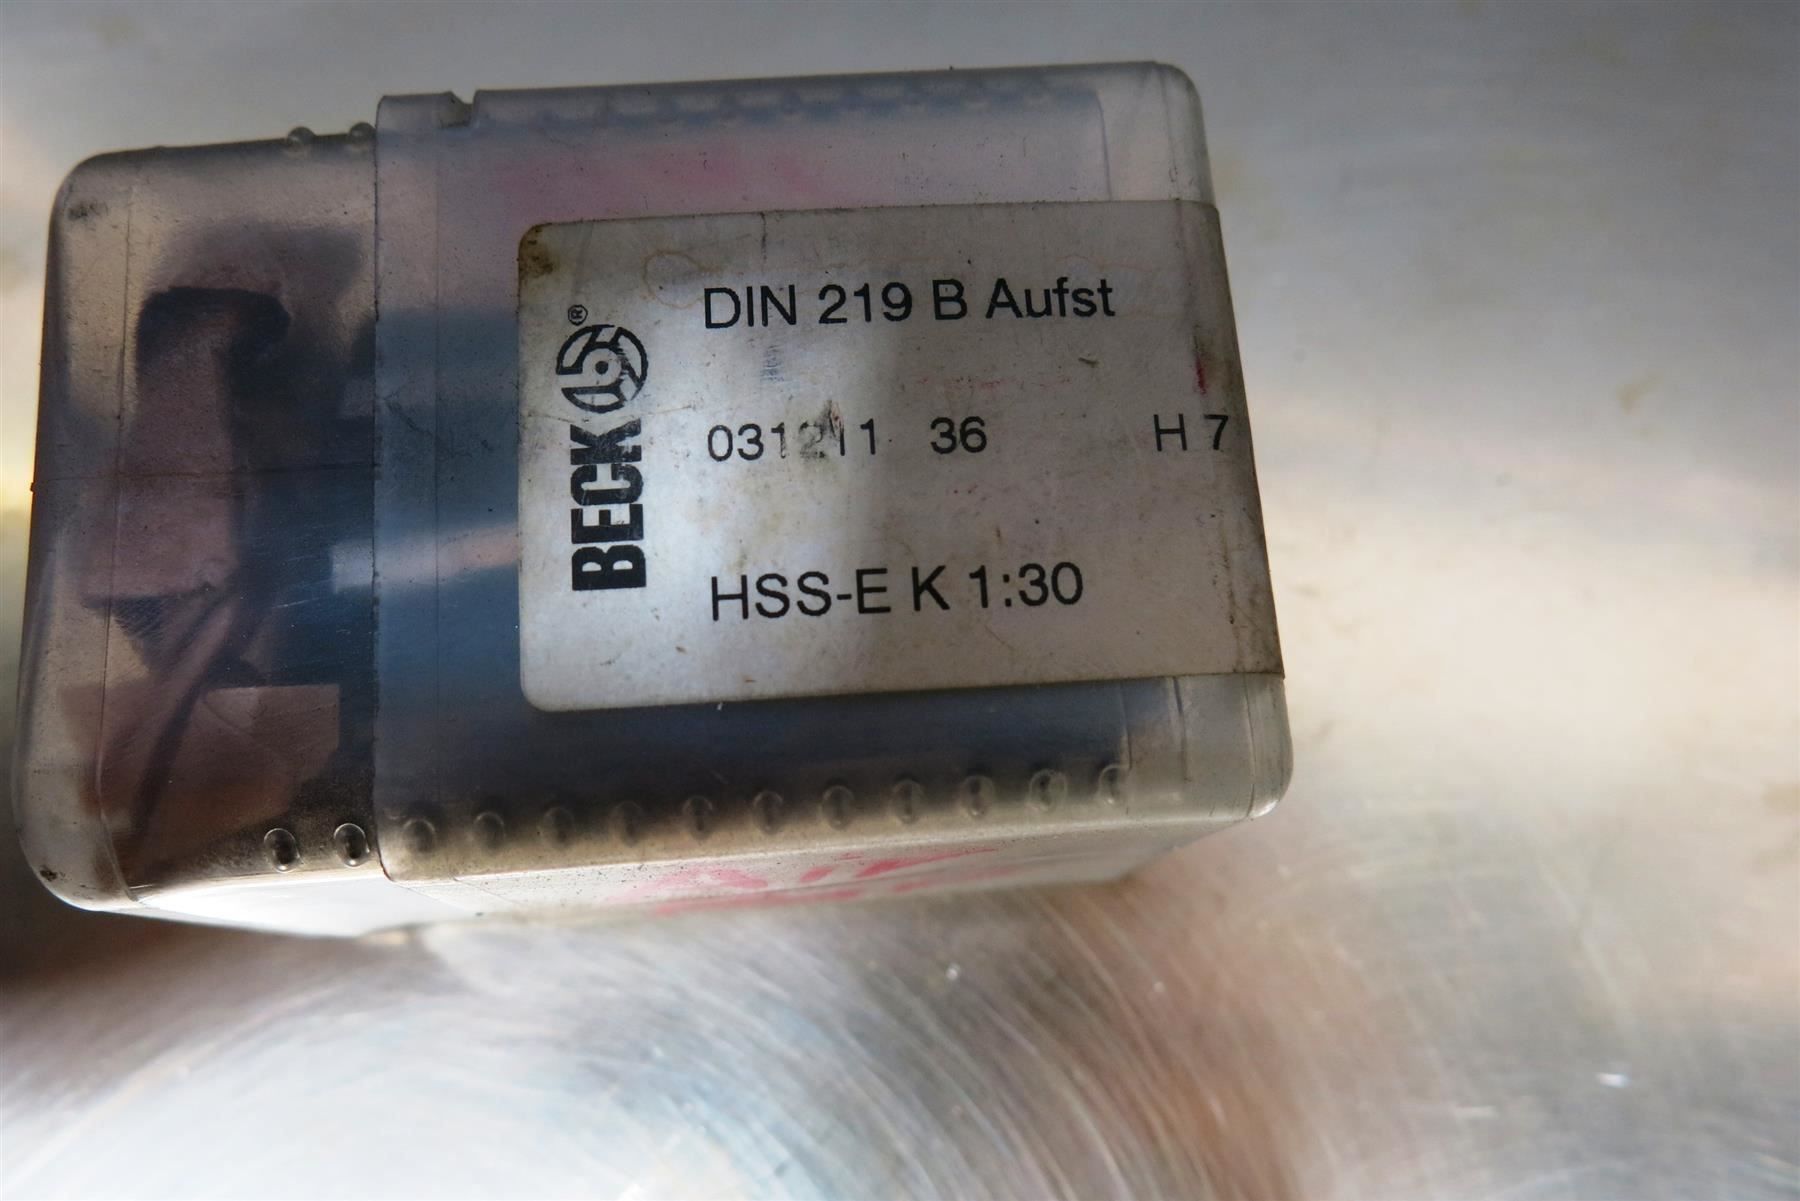 BECK ®
DIN 219 B Aufst
031211 36 H 7
HSS-E K 1:30